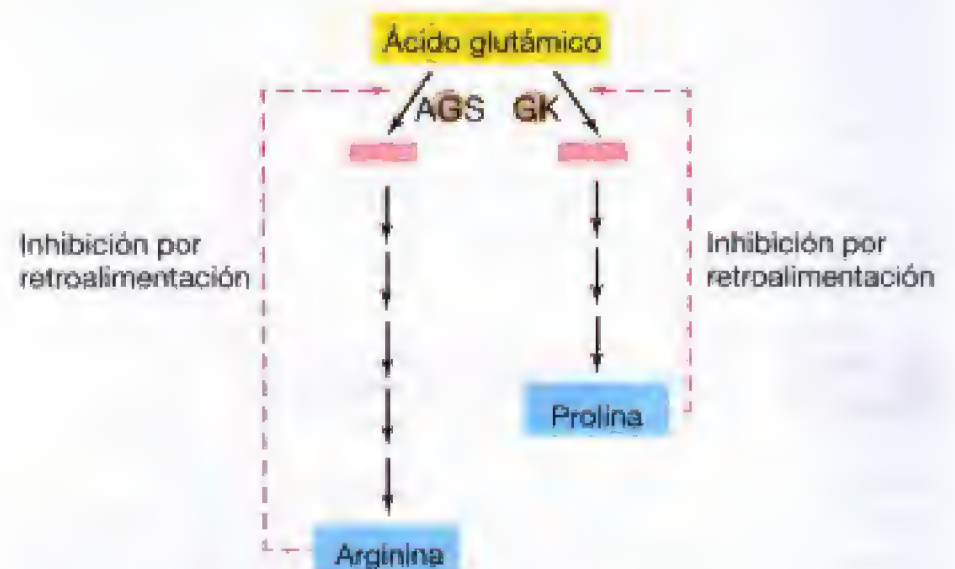 Ácido glutámico
AGS GK
Inhibición por
retroalimentación
Inhibición por
retroalimentación
Prolina
Arginina